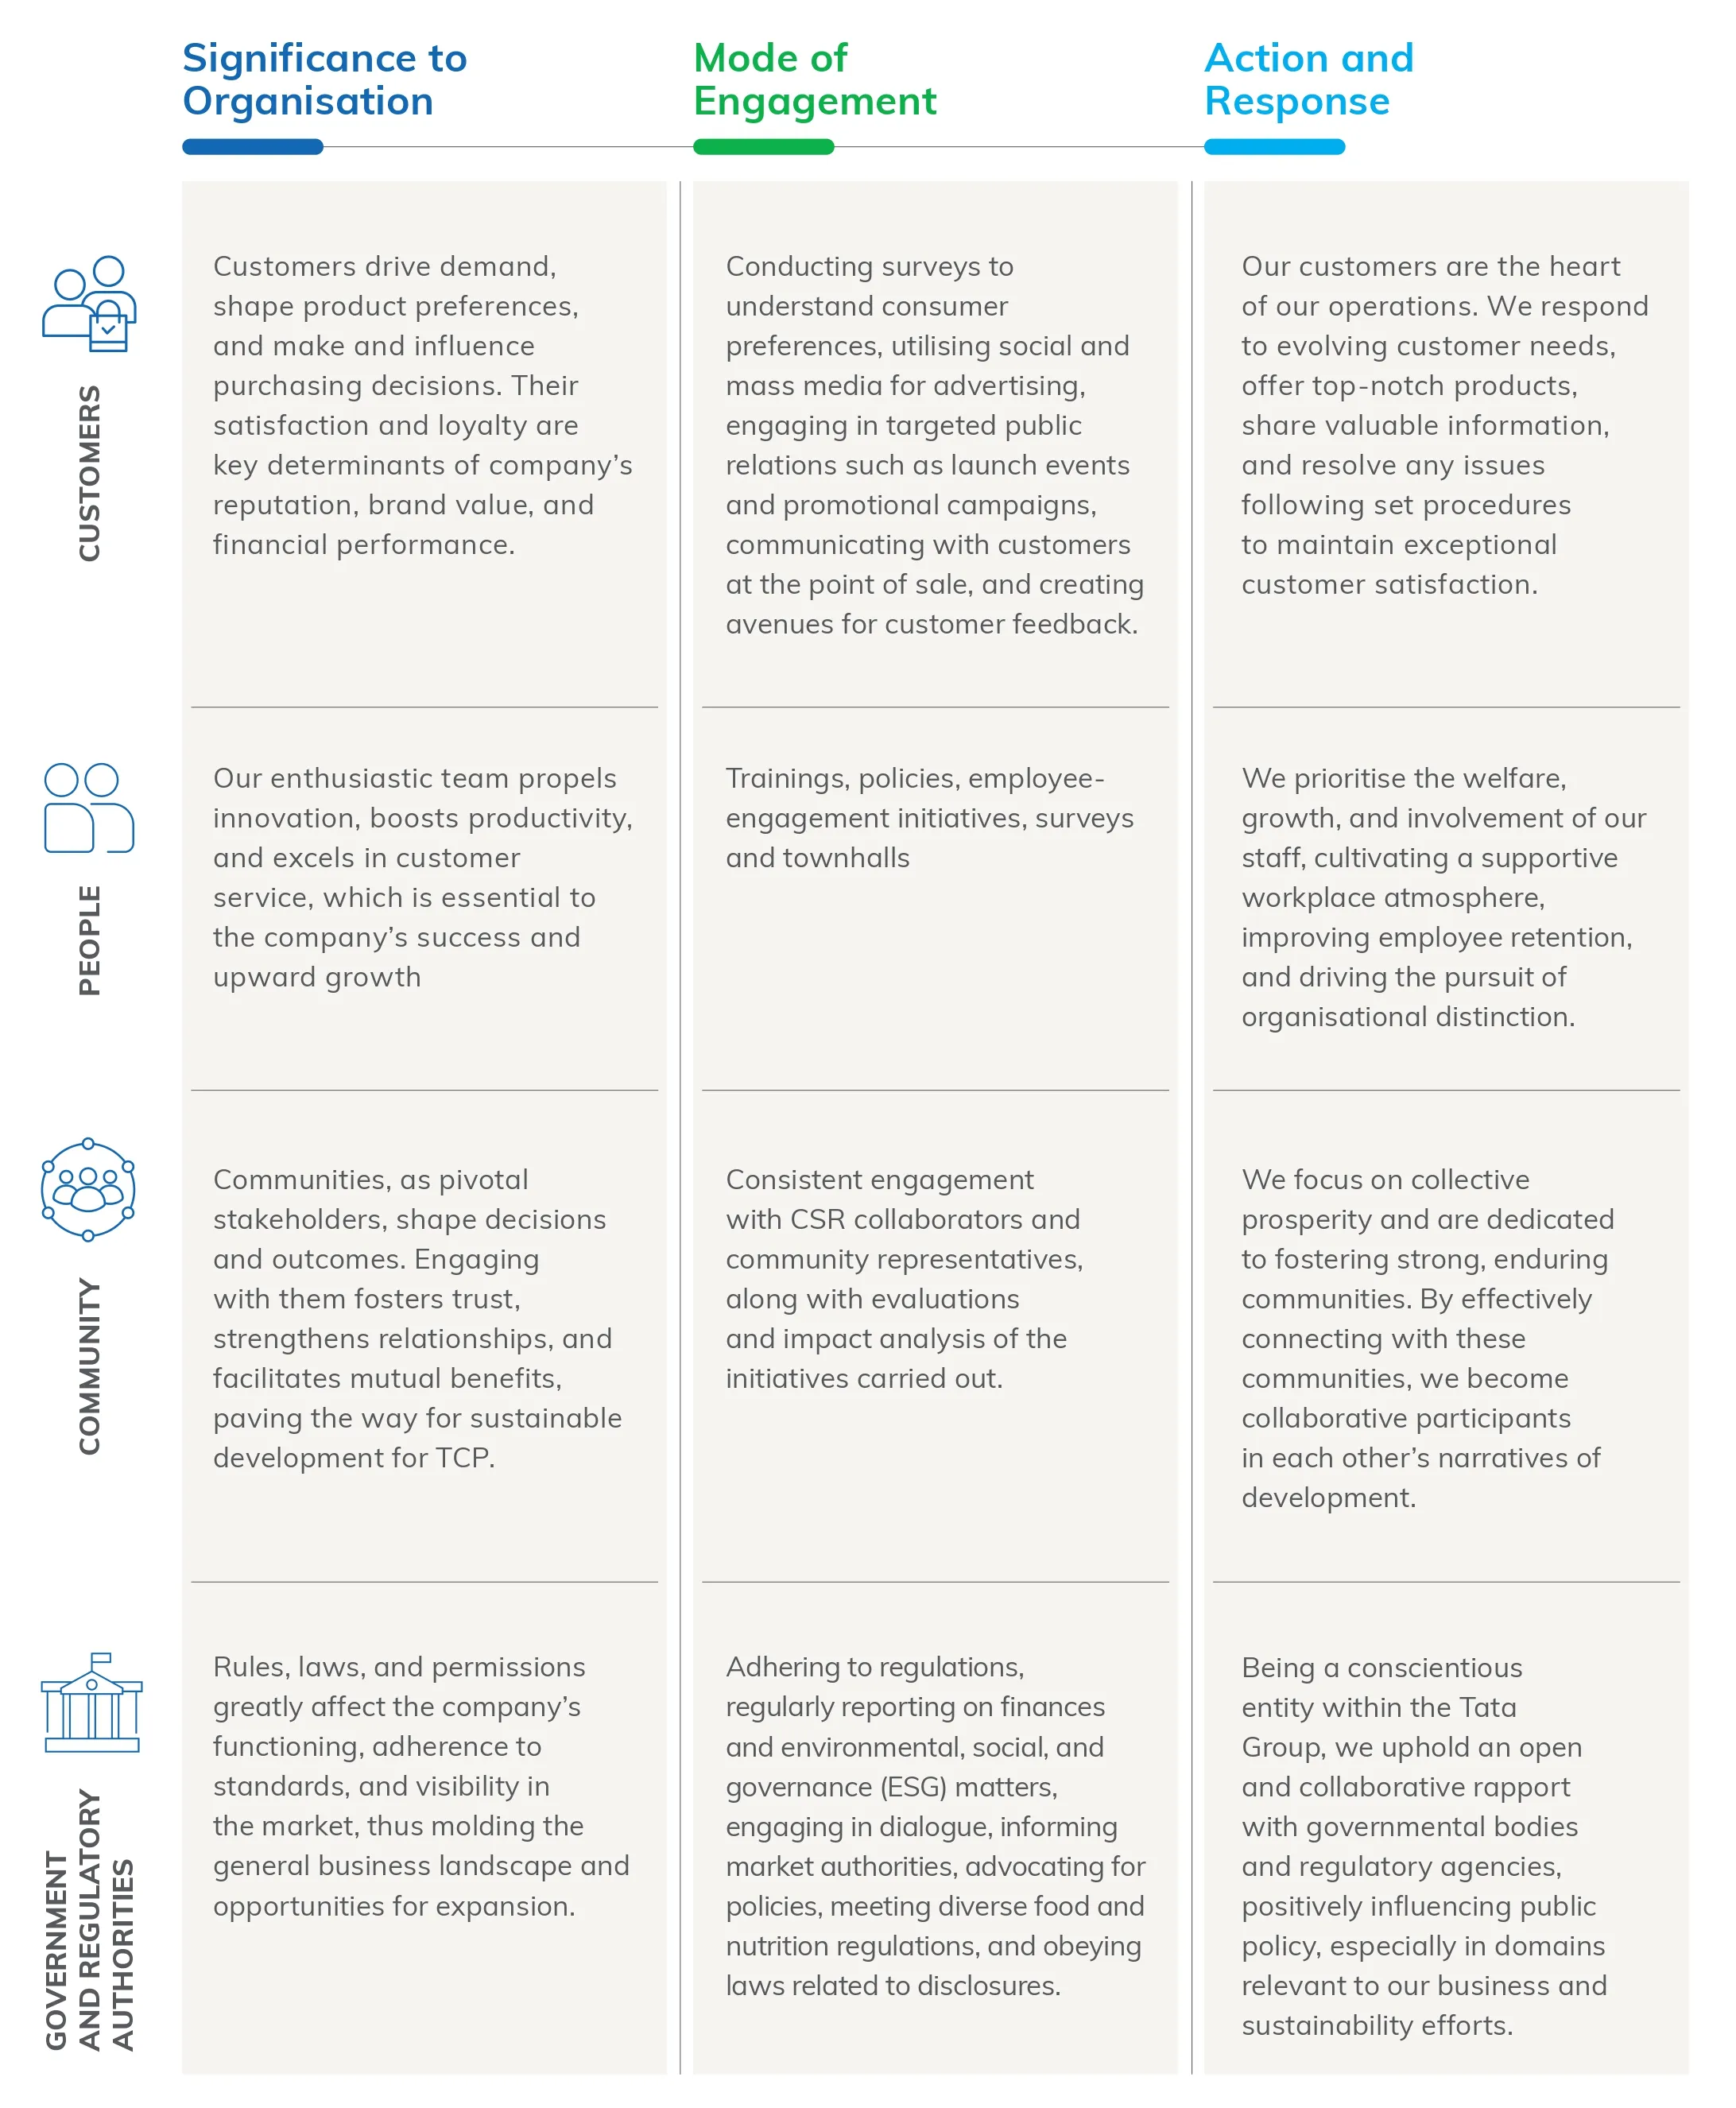 Significance to
Organisation
Mode of
Engagement
Action and
Response
CUSTOMERS
Customers drive demand,
shape product preferences,
and make and influence
purchasing decisions. Their
satisfaction and loyalty are
key determinants of company’s
reputation, brand value, and
financial performance.
Conducting surveys to
understand consumer
preferences, utilising social and
mass media for advertising,
engaging in targeted public
relations such as launch events
and promotional campaigns,
communicating with customers
at the point of sale, and creating
avenues for customer feedback.
Our customers are the heart
of our operations. We respond
to evolving customer needs,
offer top-notch products,
share valuable information,
and resolve any issues
following set procedures
to maintain exceptional
customer satisfaction.
PEOPLE
Our enthusiastic team propels
innovation, boosts productivity,
and excels in customer
service, which is essential to
the company’s success and
upward growth
Trainings, policies, employee-
engagement initiatives, surveys
and townhalls
We prioritise the welfare,
growth, and involvement of our
staff, cultivating a supportive
workplace atmosphere,
improving employee retention,
and driving the pursuit of
organisational distinction.
COMMUNITY
Communities, as pivotal
stakeholders, shape decisions
and outcomes. Engaging
with them fosters trust,
strengthens relationships, and
facilitates mutual benefits,
paving the way for sustainable
development for TCP.
Consistent engagement
with CSR collaborators and
community representatives,
along with evaluations
and impact analysis of the
initiatives carried out.
We focus on collective
prosperity and are dedicated
to fostering strong, enduring
communities. By effectively
connecting with these
communities, we become
collaborative participants
in each other’s narratives of
development.
GOVERNMENT
AND REGULATORY
AUTHORITIES
Rules, laws, and permissions
greatly affect the company’s
functioning, adherence to
standards, and visibility in
the market, thus molding the
general business landscape and
opportunities for expansion.
Adhering to regulations,
regularly reporting on finances
and environmental, social, and
governance (ESG) matters,
engaging in dialogue, informing
market authorities, advocating for
policies, meeting diverse food and
nutrition regulations, and obeying
laws related to disclosures.
Being a conscientious
entity within the Tata
Group, we uphold an open
and collaborative rapport
with governmental bodies
and regulatory agencies,
positively influencing public
policy, especially in domains
relevant to our business and
sustainability efforts.